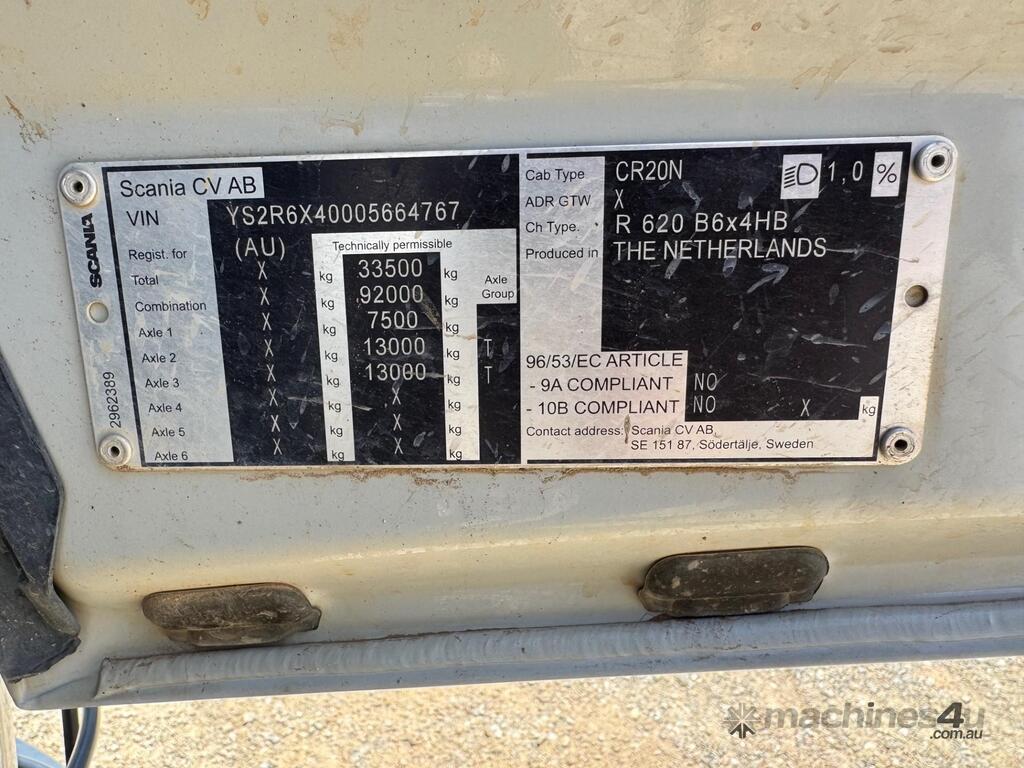 Scania CV AB
VIN YS2R6X40005664767
Regist. for (AU) Technically permissible
Total X kg 33500 kg Axle Group
Combination X kg 92000 kg
Axle 1 X kg 7500 kg
Axle 2 X kg 13000 kg T
Axle 3 X kg 13000 kg T
Axle 4 X kg X kg
Axle 5 X kg X kg
Axle 6 X kg X kg
SCANIA
2962389
Cab Type CR20N 1,0 %
ADR GTW X
Ch Type. R 620 B6x4HB
Produced in THE NETHERLANDS
96/53/EC ARTICLE
- 9A COMPLIANT NO
- 10B COMPLIANT NO X kg
Contact address: Scania CV AB,
SE 151 87, Södertälje, Sweden
machines4u
.com.au